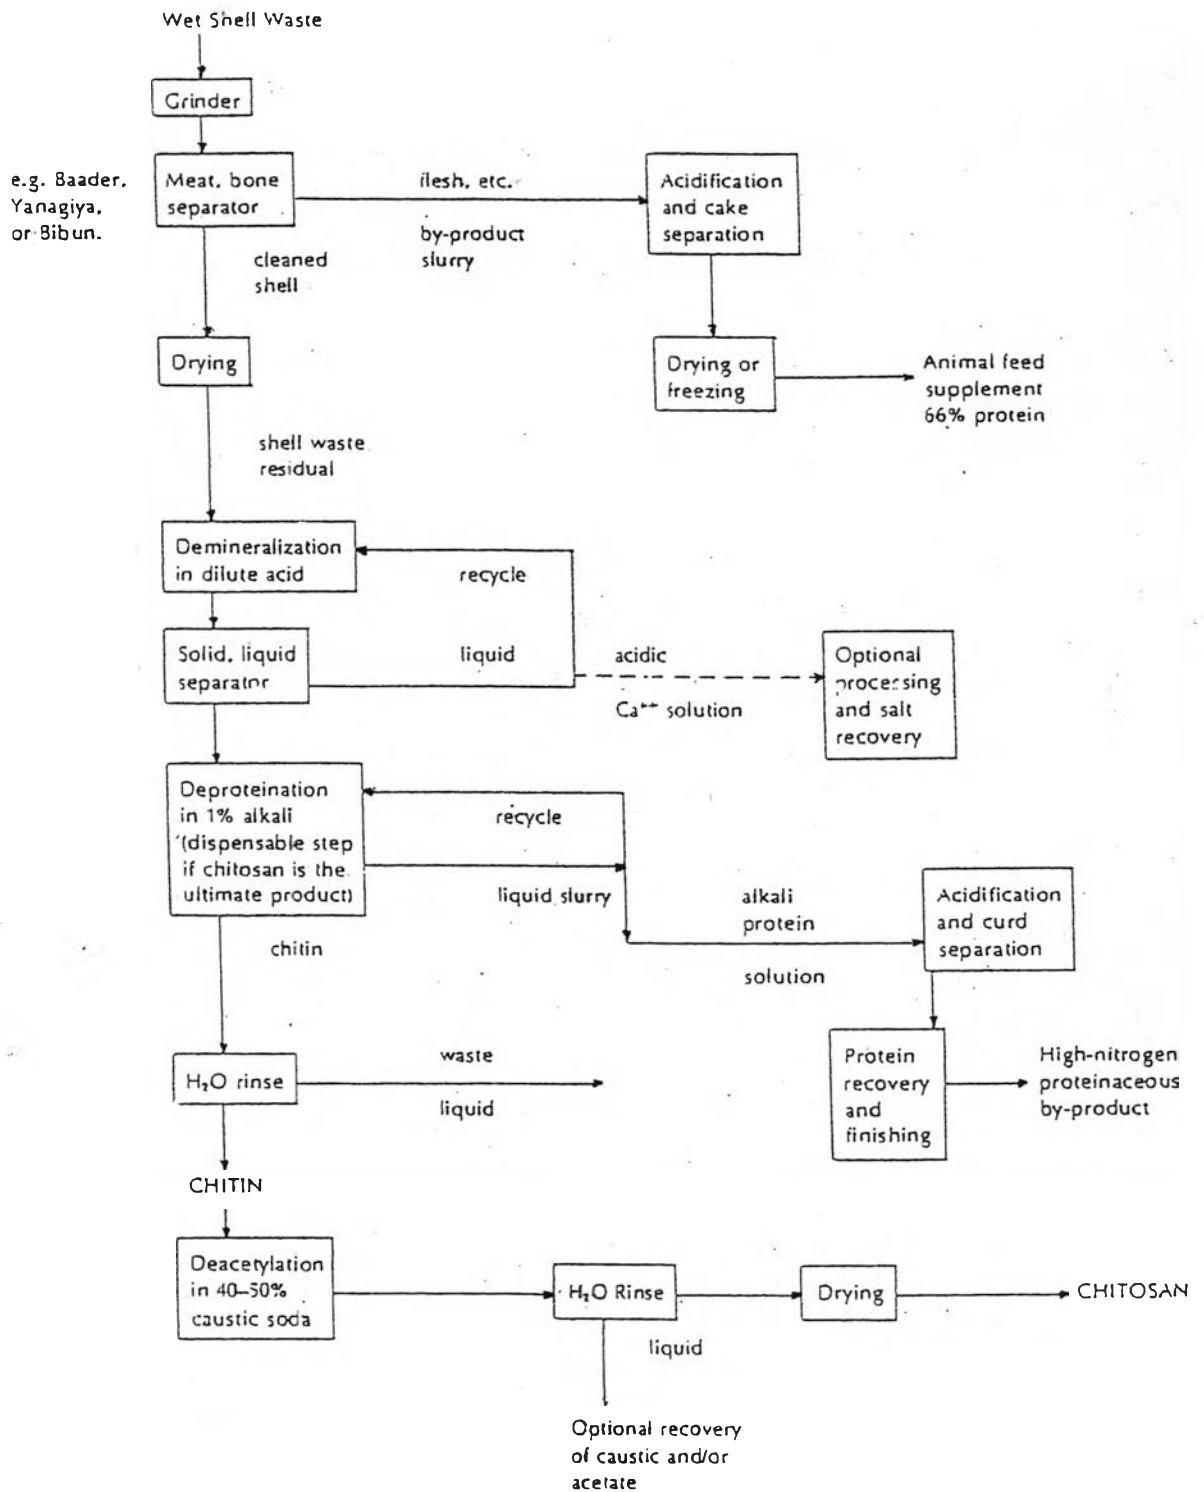 Wet Shell Waste
Grinder
e.g. Baader,
Yanagiya,
or Bibun.
Meat, bone
separator
flesh, etc.
by-product
slurry
Acidification
and cake
separation
cleaned
shell
Drying
Drying or
freezing
Animal feed
supplement
66% protein
shell waste
residual
Demineralization
in dilute acid
recycle
Solid, liquid
separator
liquid
acidic
Ca⁺⁺ solution
Optional
processing
and salt
recovery
Deproteination
in 1% alkali
(dispensable step
if chitosan is the
ultimate product)
recycle
liquid slurry
alkali
protein
solution
Acidification
and curd
separation
chitin
H₂O rinse
waste
liquid
Protein
recovery
and
finishing
High-nitrogen
proteinaceous
by-product
CHITIN
Deacetylation
in 40–50%
caustic soda
H₂O Rinse
Drying
CHITOSAN
liquid
Optional recovery
of caustic and/or
acetate